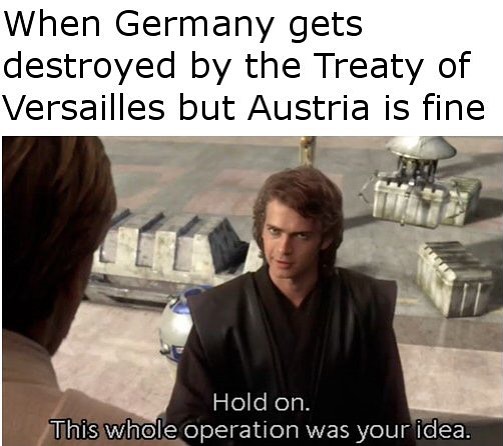 When Germany gets
destroyed by the Treaty of
Versailles but Austria is fine
Hold on.
This whole operation was your idea.